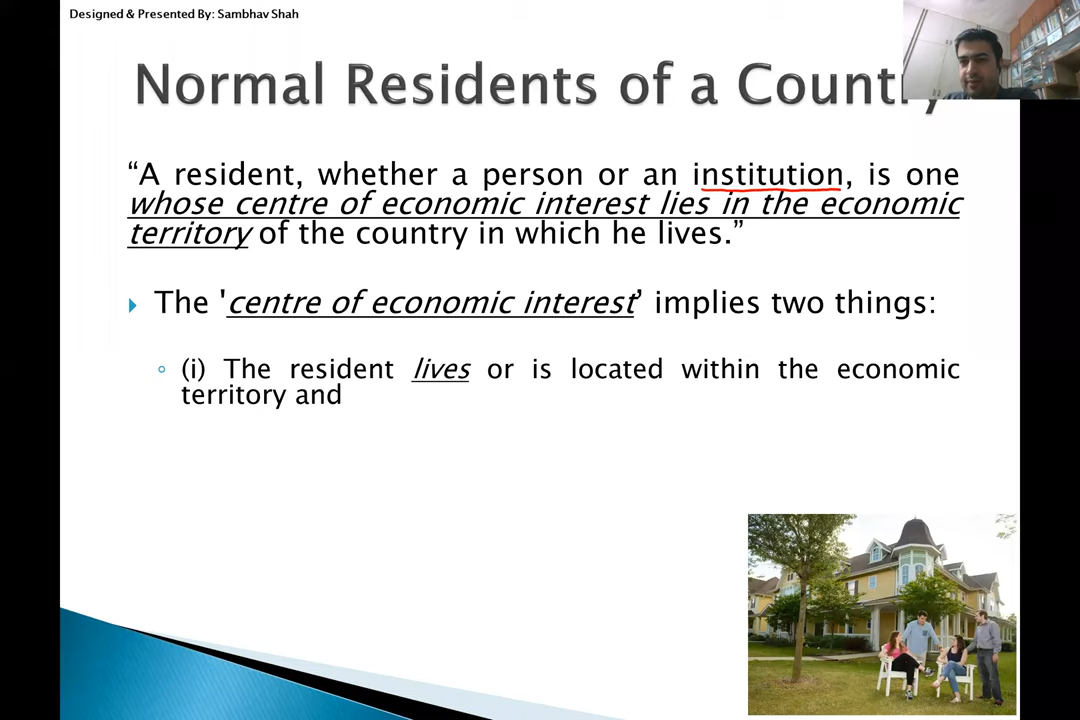 Designed & Presented By: Sambhav Shah
Normal Residents of a Country
“A resident, whether a person or an institution, is one
whose centre of economic interest lies in the economic
territory of the country in which he lives.”
The 'centre of economic interest’ implies two things:
(i) The resident lives or is located within the economic
territory and